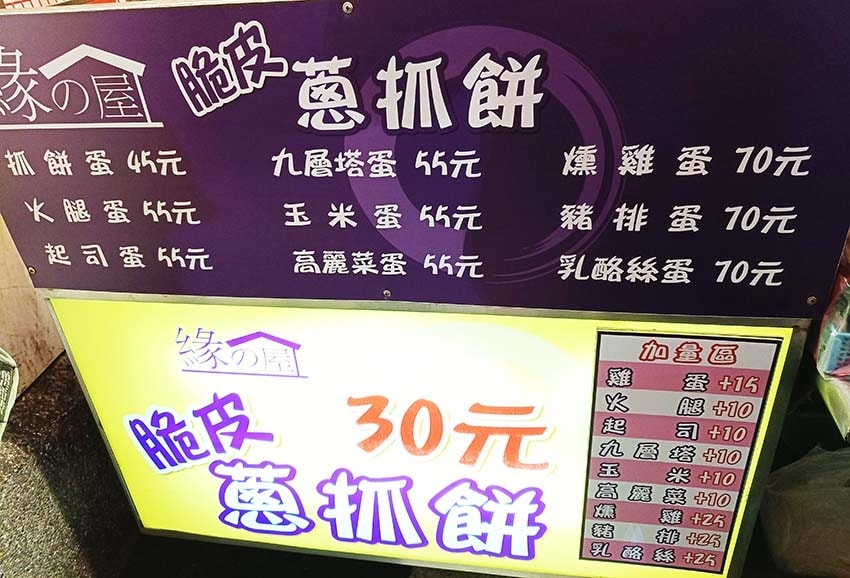 緣の屋 脆皮 蔥抓餅
抓餅蛋 45元 九層塔蛋 55元 燻雞蛋 70元
火腿蛋 55元 玉米蛋 55元 豬排蛋 70元
起司蛋 55元 高麗菜蛋 55元 乳酪絲蛋 70元
緣の屋
脆皮 30元
蔥抓餅
加量區
雞蛋+15
火腿+10
起司+10
九層塔+10
玉米+10
高麗菜+10
燻雞+25
豬排+25
乳酪絲+25